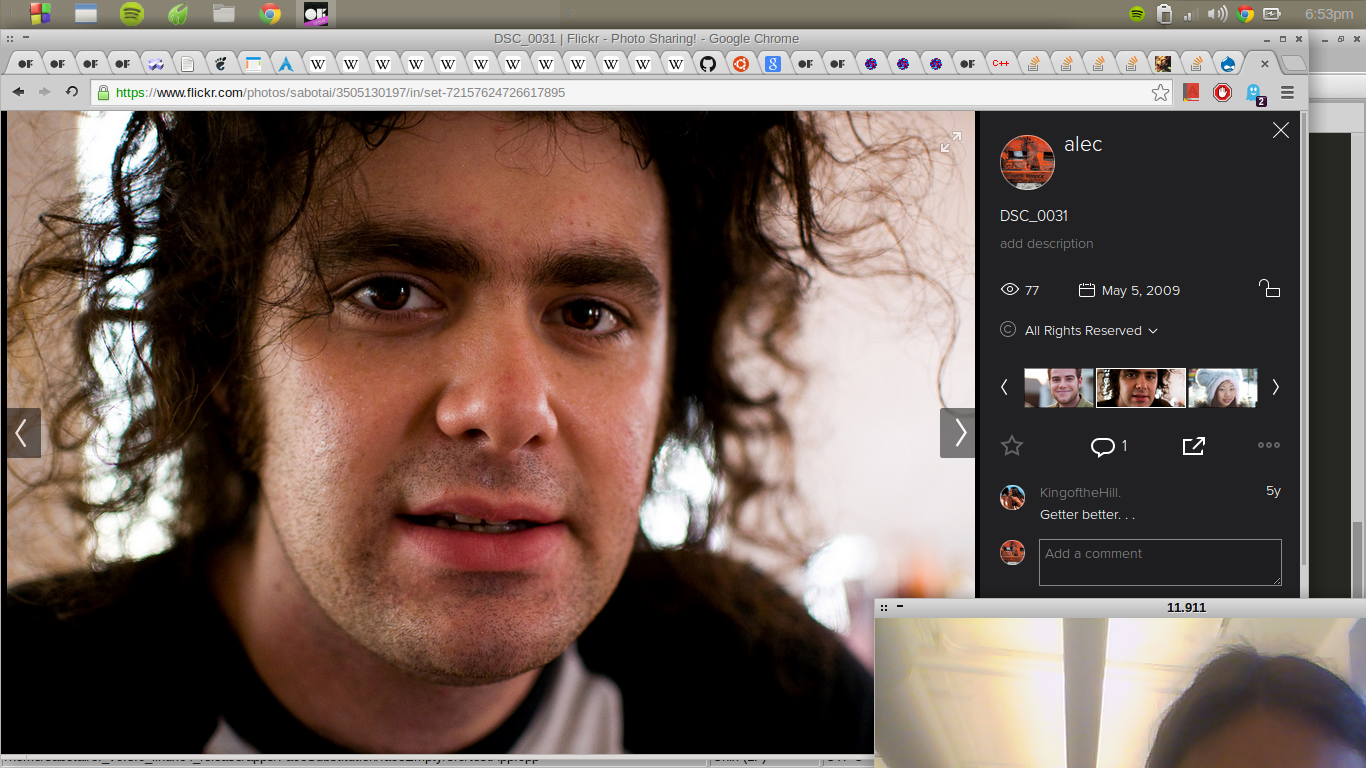 6:53pm
DSC_0031 | Flickr - Photo Sharing! - Google Chrome
OF OF OF OF W W W W W W W W W W W W 8 OF OF OF C++
https://www.flickr.com/photos/sabotai/3505130197/in/set-72157624726617895
2
alec
DSC_0031
add description
77 May 5, 2009
© All Rights Reserved
1
KingoftheHill. 5y
Getter better. . .
Add a comment
11.911